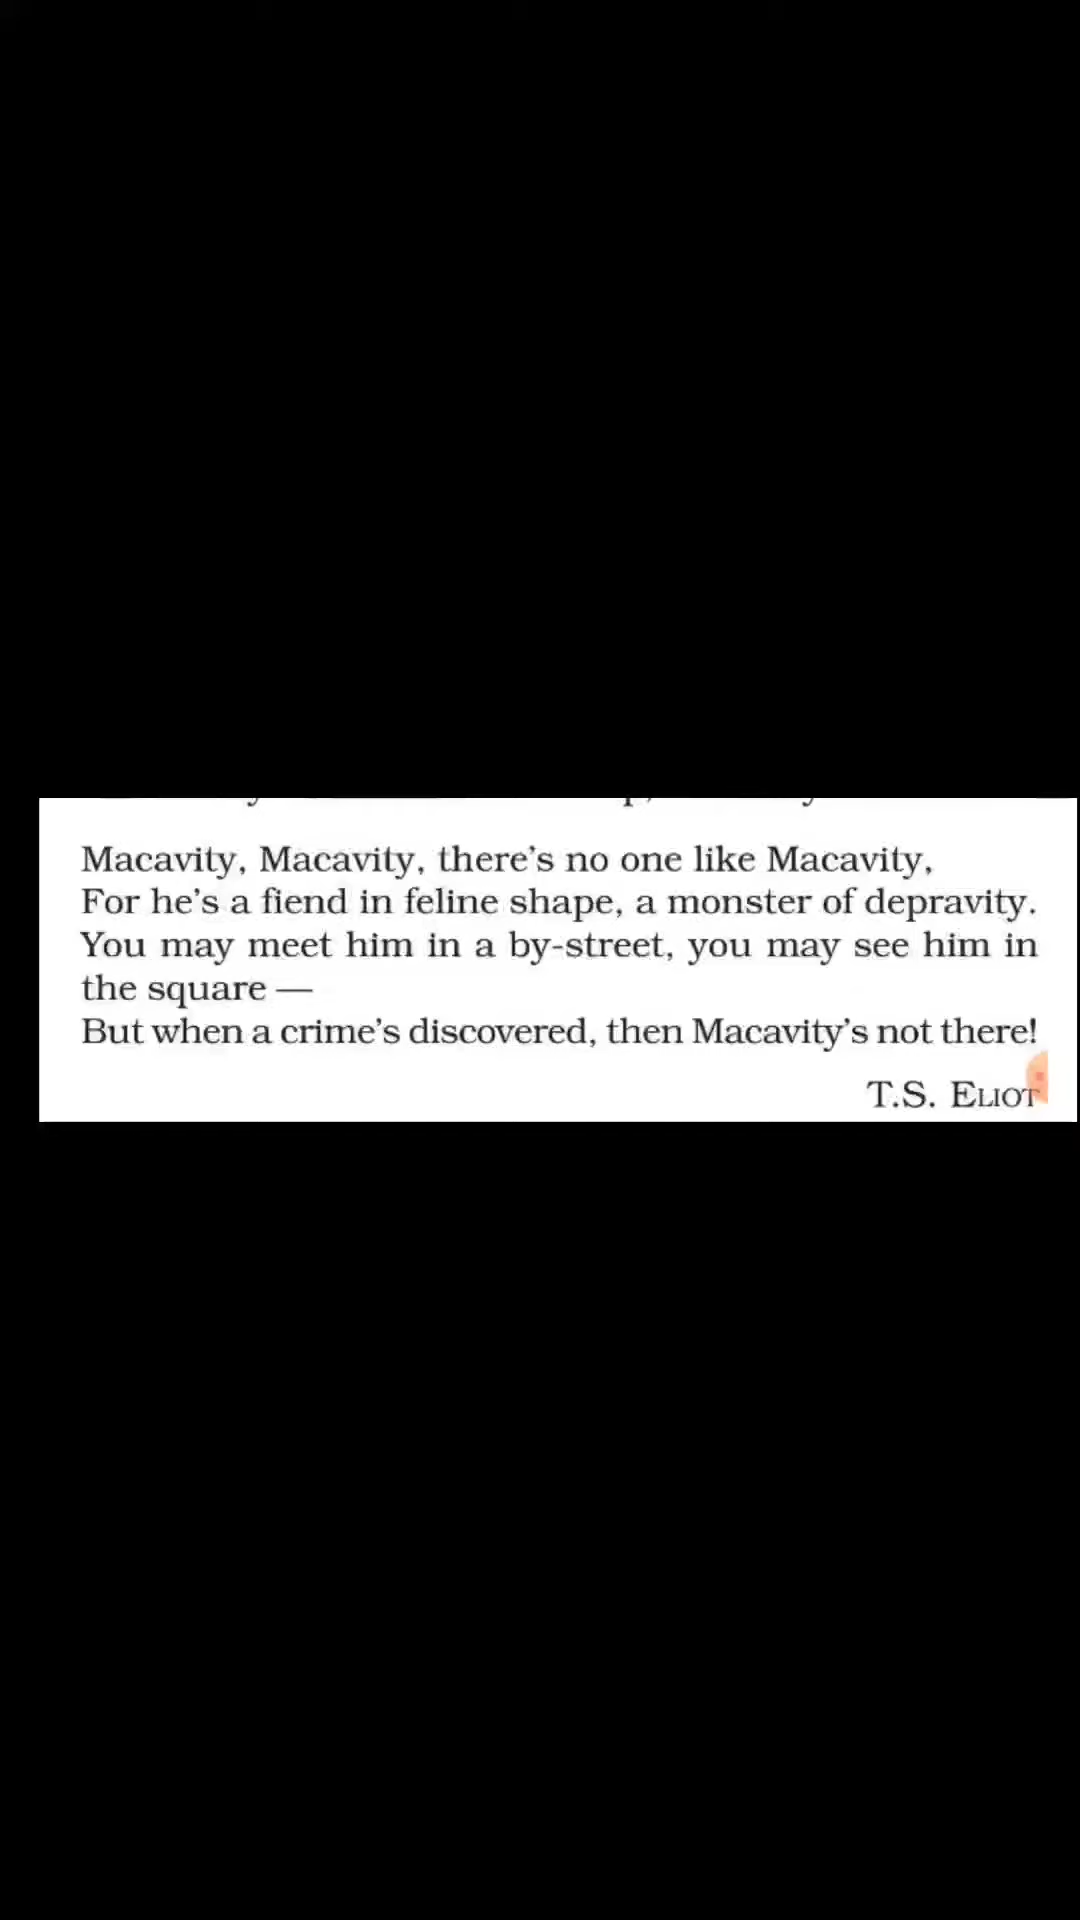 Macavity, Macavity, there's no one like Macavity,
For he's a fiend in feline shape, a monster of depravity.
You may meet him in a by-street, you may see him in
the square —
But when a crime's discovered, then Macavity's not there!
T.S. ELIOT